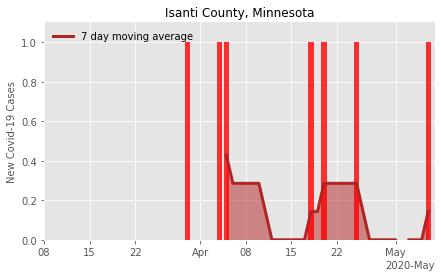 Isanti County, Minnesota
7 day moving average
New Covid-19 Cases
1.0
0.8
0.6
0.4
0.2
0.0
08 15 22 Apr 08 15 22 May
2020-May